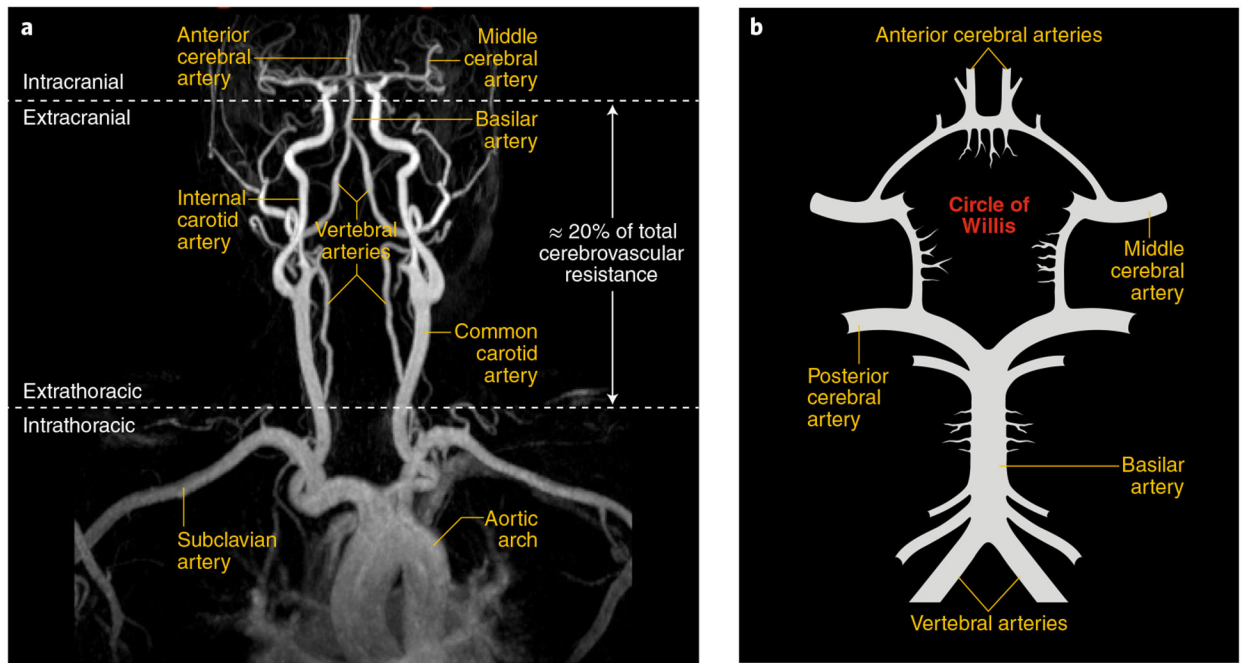 a
Anterior
cerebral
artery
Middle
cerebral
artery
Intracranial
Extracranial
Basilar
artery
Internal
carotid
artery
Vertebral
arteries
≈ 20% of total
cerebrovascular
resistance
Common
carotid
artery
Extrathoracic
Intrathoracic
Subclavian
artery
Aortic
arch
b
Anterior cerebral arteries
Circle of
Willis
Middle
cerebral
artery
Posterior
cerebral
artery
Basilar
artery
Vertebral arteries